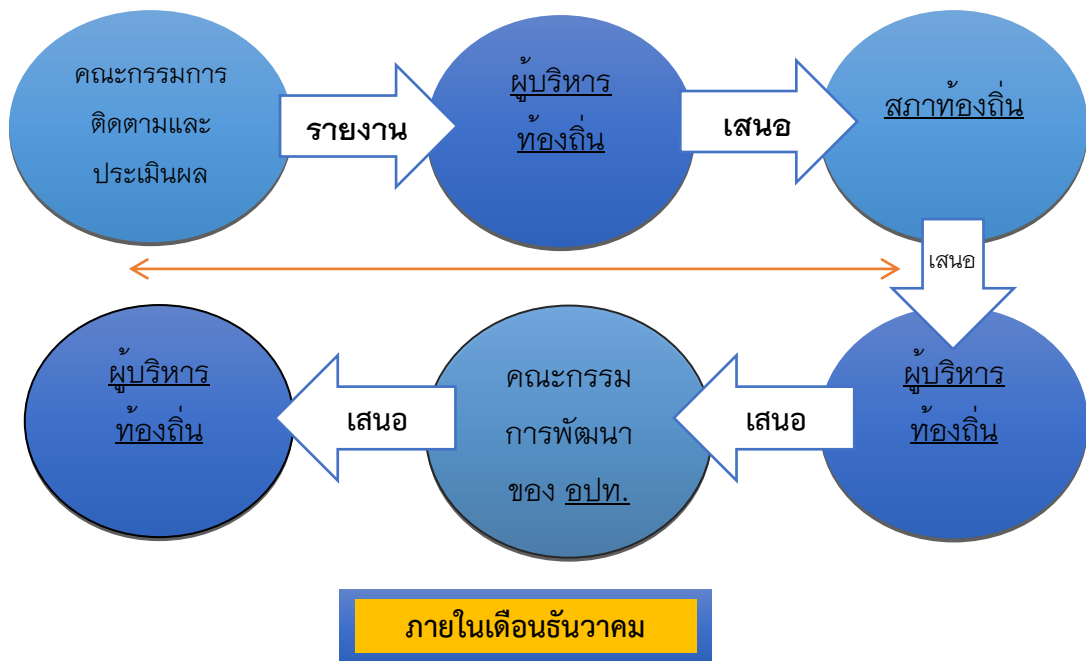 คณะกรรมการ
ติดตามและ
ประเมินผล
รายงาน
ผู้บริหาร
ท้องถิ่น
เสนอ
สภาท้องถิ่น
เสนอ
ผู้บริหาร
ท้องถิ่น
เสนอ
คณะกรรม
การพัฒนา
ของ อปท.
เสนอ
ผู้บริหาร
ท้องถิ่น
ภายในเดือนธันวาคม